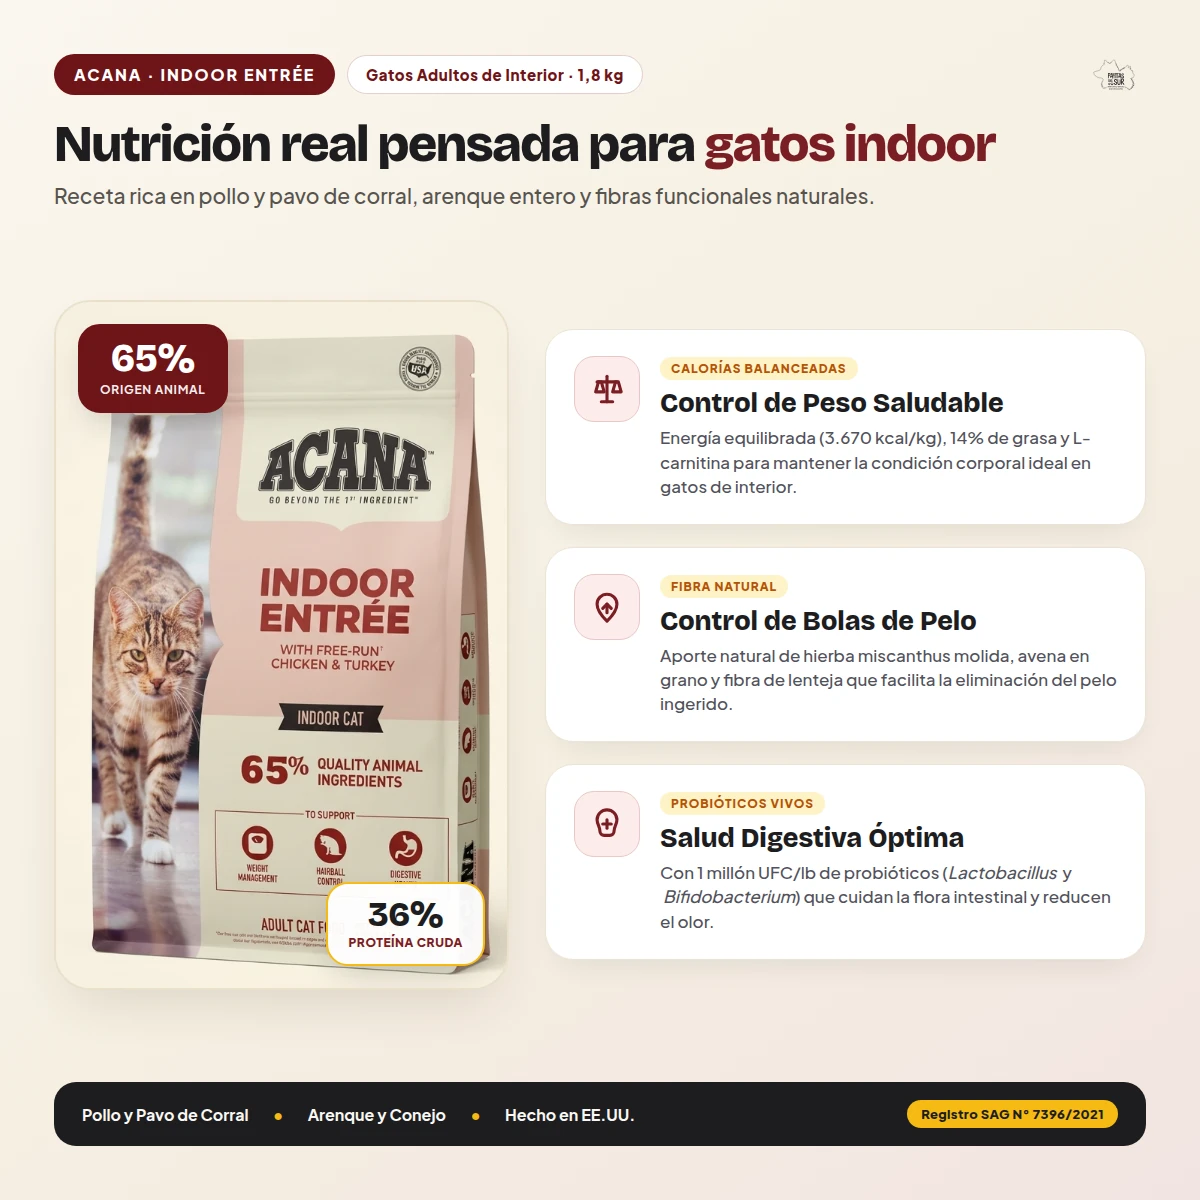 ACANA · INDOOR ENTRÉE
Gatos Adultos de Interior · 1,8 kg
PATITAS
SUR
Nutrición real pensada para gatos indoor
Receta rica en pollo y pavo de corral, arenque entero y fibras funcionales naturales.
65%
ORIGEN ANIMAL
USA
ACANA™
GO BEYOND THE 1ST INGREDIENT™
INDOOR
ENTRÉE
WITH FREE-RUN†
CHICKEN & TURKEY
INDOOR CAT
65% QUALITY ANIMAL
INGREDIENTS
TO SUPPORT
WEIGHT
MANAGEMENT
HAIRBALL
CONTROL
DIGESTIVE
ADULT CAT
36%
PROTEÍNA CRUDA
CALORÍAS BALANCEADAS
Control de Peso Saludable
Energía equilibrada (3.670 kcal/kg), 14% de grasa y L-
carnitina para mantener la condición corporal ideal en
gatos de interior.
FIBRA NATURAL
Control de Bolas de Pelo
Aporte natural de hierba miscanthus molida, avena en
grano y fibra de lenteja que facilita la eliminación del pelo
ingerido.
PROBIÓTICOS VIVOS
Salud Digestiva Óptima
Con 1 millón UFC/lb de probióticos (Lactobacillus y
Bifidobacterium) que cuidan la flora intestinal y reducen
el olor.
Pollo y Pavo de Corral ● Arenque y Conejo ● Hecho en EE.UU.
Registro SAG N° 7396/2021